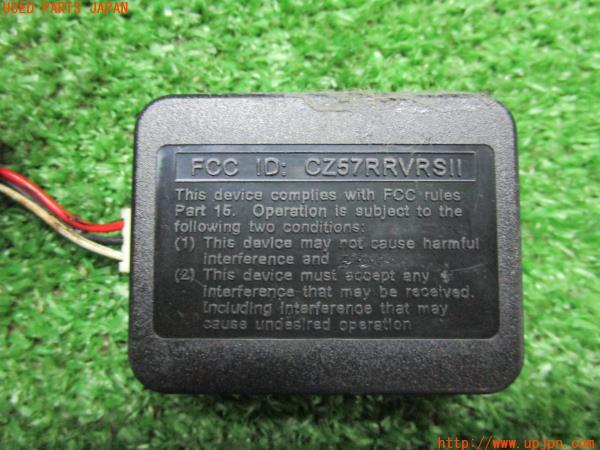 USED PARTS JAPAN
FCC ID: CZ57RRVRSII
This device complies with FCC rules
Part 15. Operation is subject to the
following two conditions:
(1) This device may not cause harmful
interference and
(2) This device must accept any
interference that may be received.
Including interference that may
cause undesired operation
http://www.upjpn.com